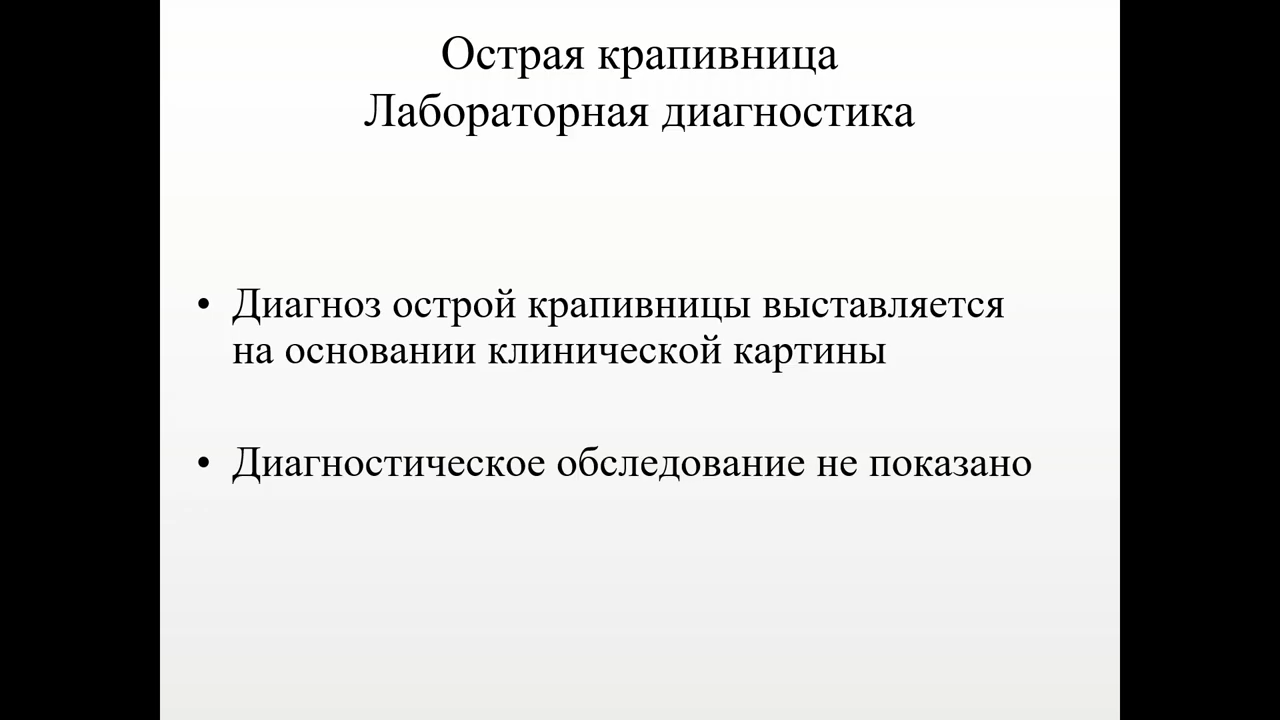 Острая крапивница
Лабораторная диагностика
• Диагноз острой крапивницы выставляется
на основании клинической картины
• Диагностическое обследование не показано